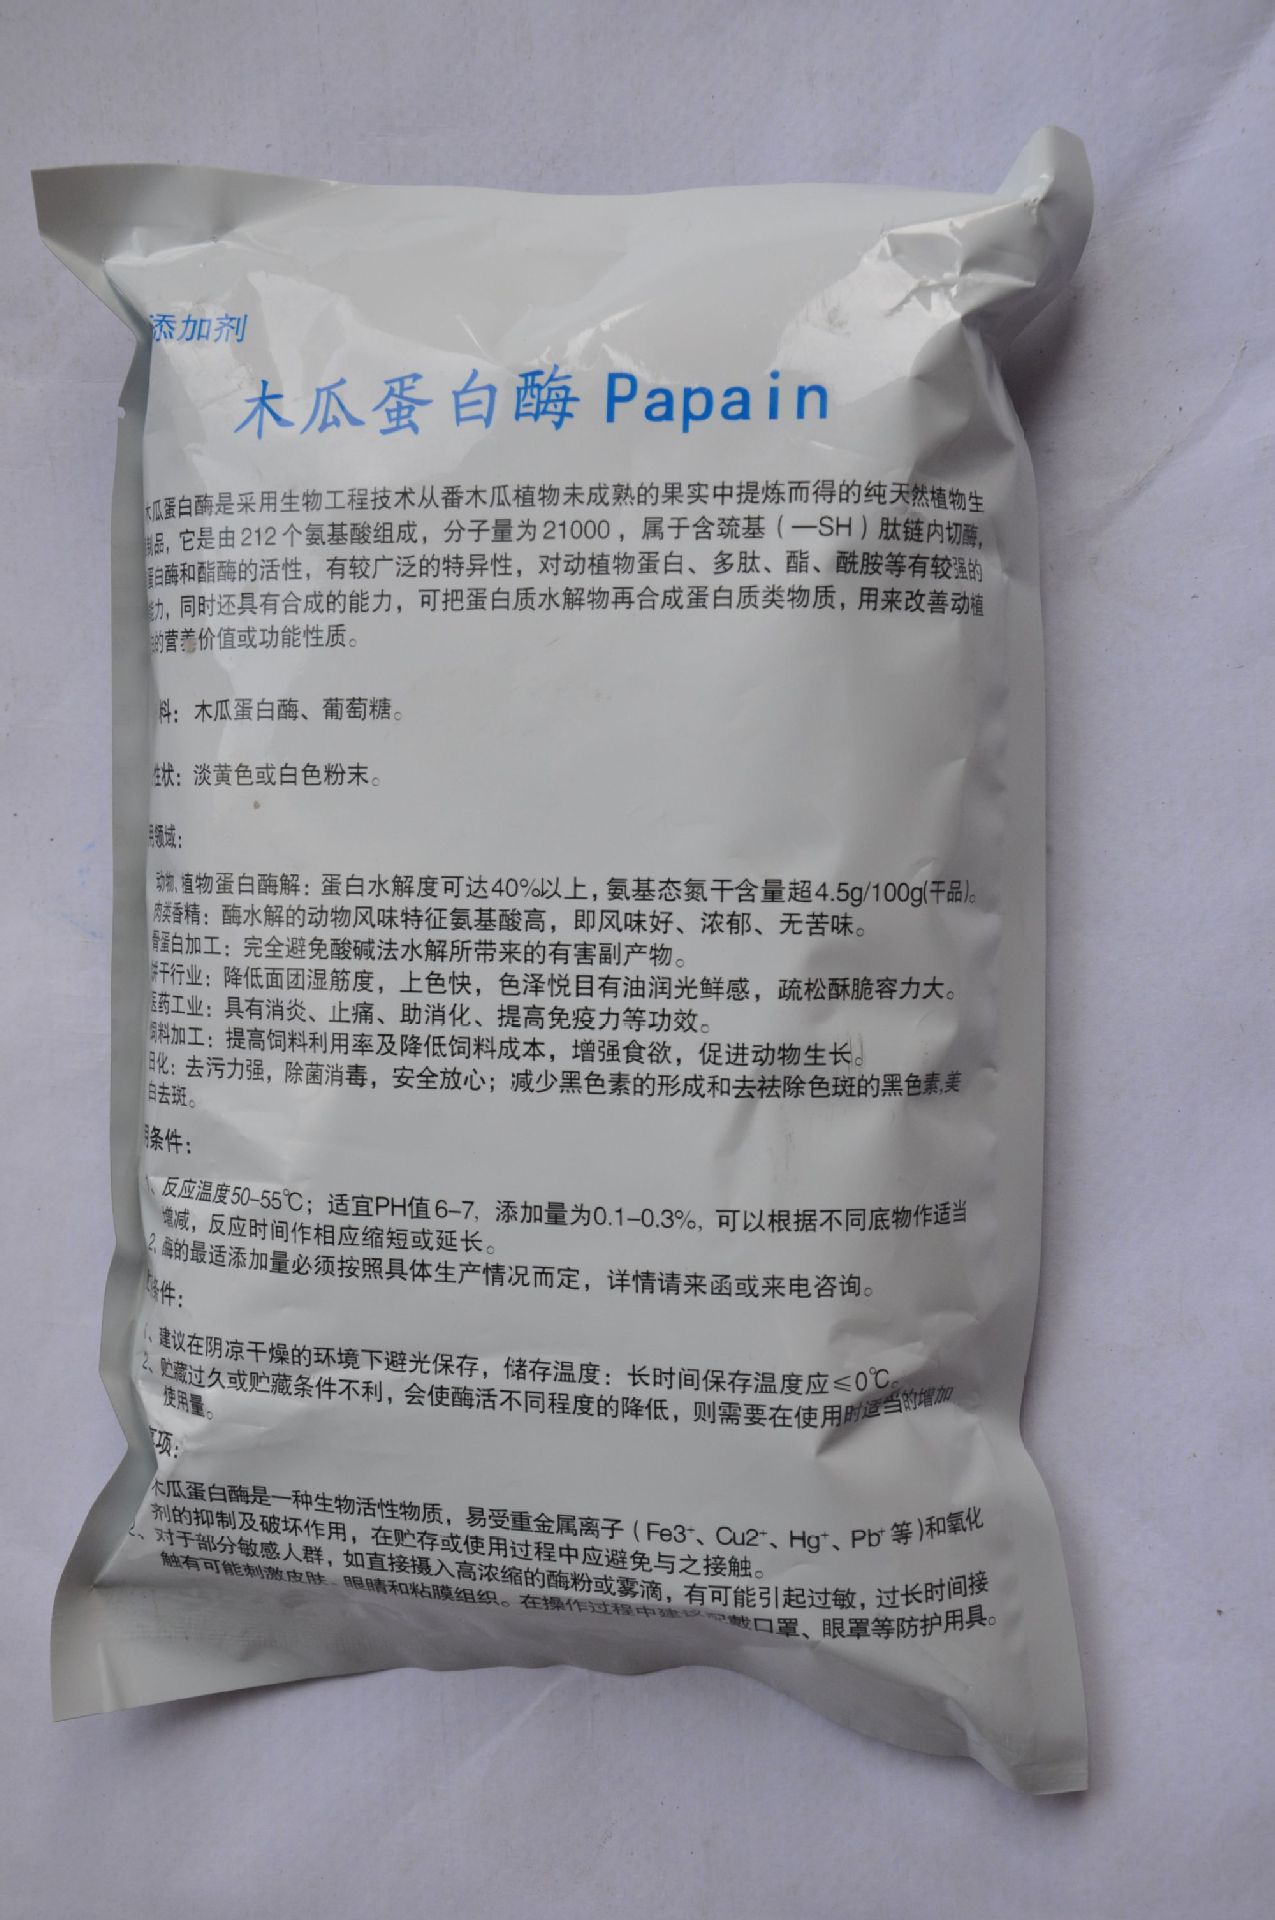 添加剂
木瓜蛋白酶 Papain
木瓜蛋白酶是采用生物工程技术从番木瓜植物未成熟的果实中提炼而得的纯天然植物生
制品，它是由212个氨基酸组成，分子量为21000，属于含巯基（—SH）肽链内切酶，
蛋白酶和酯酶的活性，有较广泛的特异性，对动植物蛋白、多肽、酯、酰胺等有较强的
能力，同时还具有合成的能力，可把蛋白质水解物再合成蛋白质类物质，用来改善动植
的营养价值或功能性质。
料：木瓜蛋白酶、葡萄糖。
性状：淡黄色或白色粉末。
用领域：
动物、植物蛋白酶解：蛋白水解度可达40%以上，氨基态氮干含量超4.5g/100g(干品)。
肉类香精：酶水解的动物风味特征氨基酸高，即风味好、浓郁、无苦味。
骨蛋白加工：完全避免酸碱法水解所带来的有害副产物。
饼干行业：降低面团湿筋度，上色快，色泽悦目有油润光鲜感，疏松酥脆容力大。
医药工业：具有消炎、止痛、助消化、提高免疫力等功效。
饲料加工：提高饲料利用率及降低饲料成本，增强食欲，促进动物生长。
日化：去污力强，除菌消毒，安全放心；减少黑色素的形成和去祛除色斑的黑色素,美
白去斑。
用条件：
1、反应温度50-55℃；适宜PH值6-7，添加量为0.1-0.3%，可以根据不同底物作适当
增减，反应时间作相应缩短或延长。
2、酶的最适添加量必须按照具体生产情况而定，详情请来函或来电咨询。
条件：
1、建议在阴凉干燥的环境下避光保存，储存温度：长时间保存温度应≤0℃。
2、贮藏过久或贮藏条件不利，会使酶活不同程度的降低，则需要在使用时适当的增加
使用量。
事项：
木瓜蛋白酶是一种生物活性物质，易受重金属离子（Fe3⁺、Cu2⁺、Hg⁺、Pb⁺等)和氧化
剂的抑制及破坏作用，在贮存或使用过程中应避免与之接触。
2、对于部分敏感人群，如直接摄入高浓缩的酶粉或雾滴，有可能引起过敏，过长时间接
触有可能刺激皮肤、眼睛和粘膜组织。在操作过程中建议配戴口罩、眼罩等防护用具。